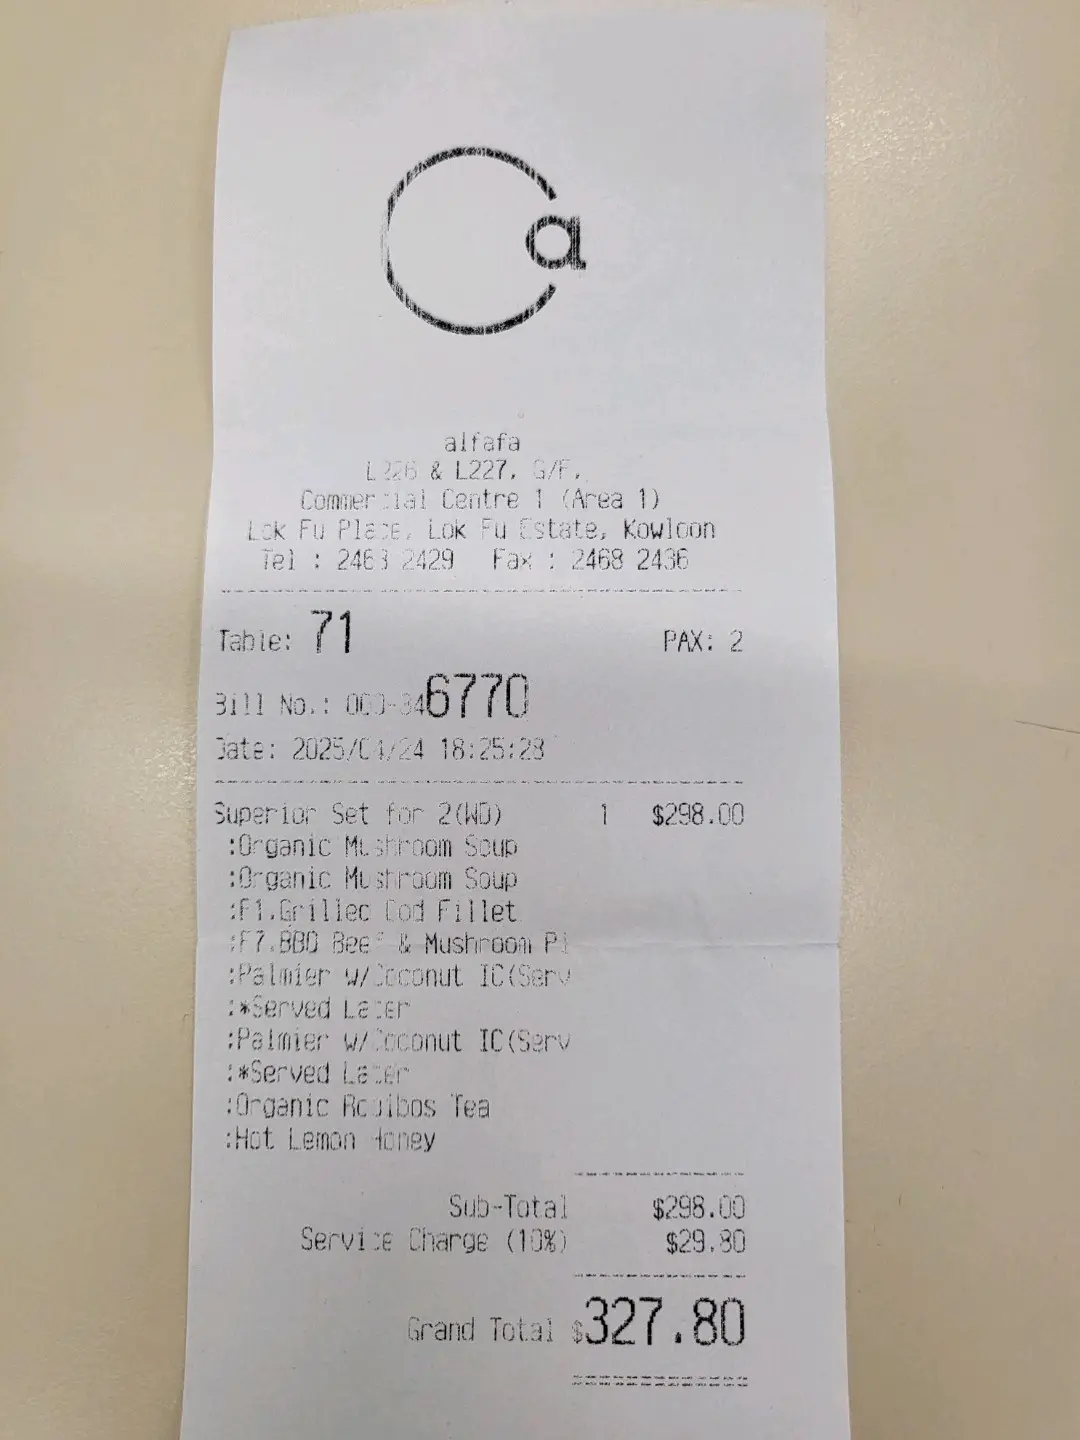 a
alfafa
L226 & L227, G/F,
Commercial Centre 1 (Area 1)
Lok Fu Place, Lok Fu Estate, Kowloon
Tel : 2463 2429 Fax : 2468 2436
Table: 71 PAX: 2
Bill No.: 000-346770
Date: 2025/04/24 18:25:28
Superior Set for 2(WD) 1 $298.00
:Organic Mushroom Soup
:Organic Mushroom Soup
:F1.Grilled Cod Fillet
:F7.BBQ Beef & Mushroom Pi
:Palmier w/Coconut IC(Serv
:*Served Later
:Palmier w/Coconut IC(Serv
:*Served Later
:Organic Rooibos Tea
:Hot Lemon Honey
Sub-Total $298.00
Service Charge (10%) $29.80
Grand Total $327.80